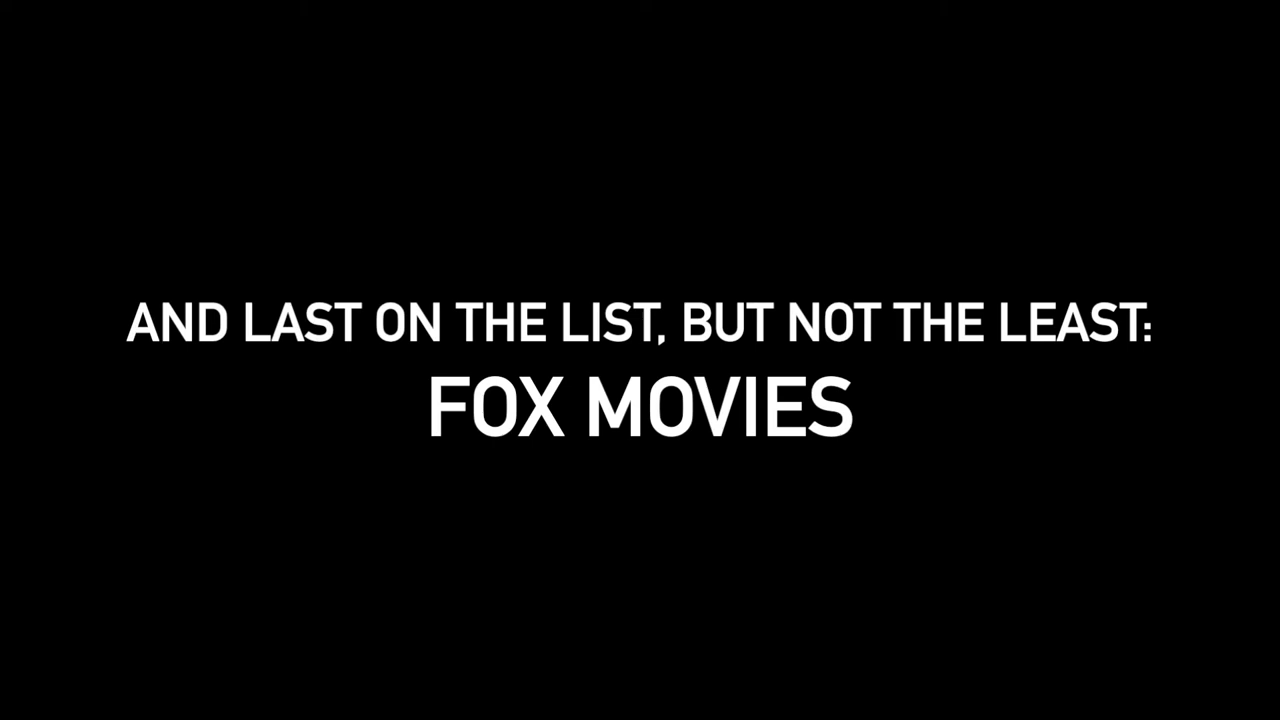 AND LAST ON THE LIST, BUT NOT THE LEAST:
FOX MOVIES